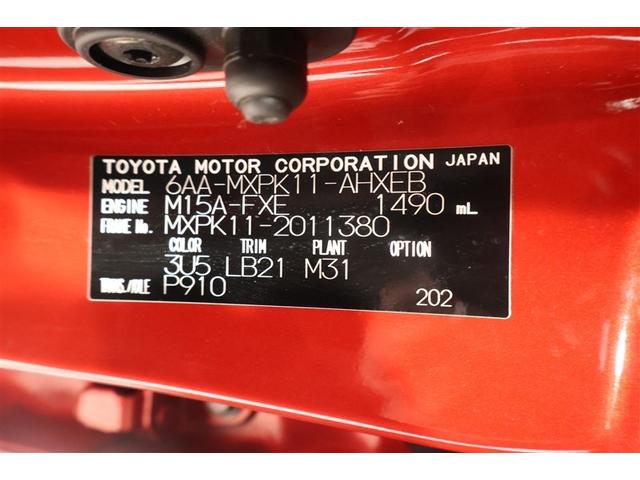 TOYOTA MOTOR CORPORATION JAPAN
MODEL 6AA-MXPK11-AHXEB
ENGINE M15A-FXE 1490 mL
FRAME No. MXPK11-2011380
COLOR TRIM PLANT OPTION
3U5 LB21 M31
TRANS./AXLE P910
202